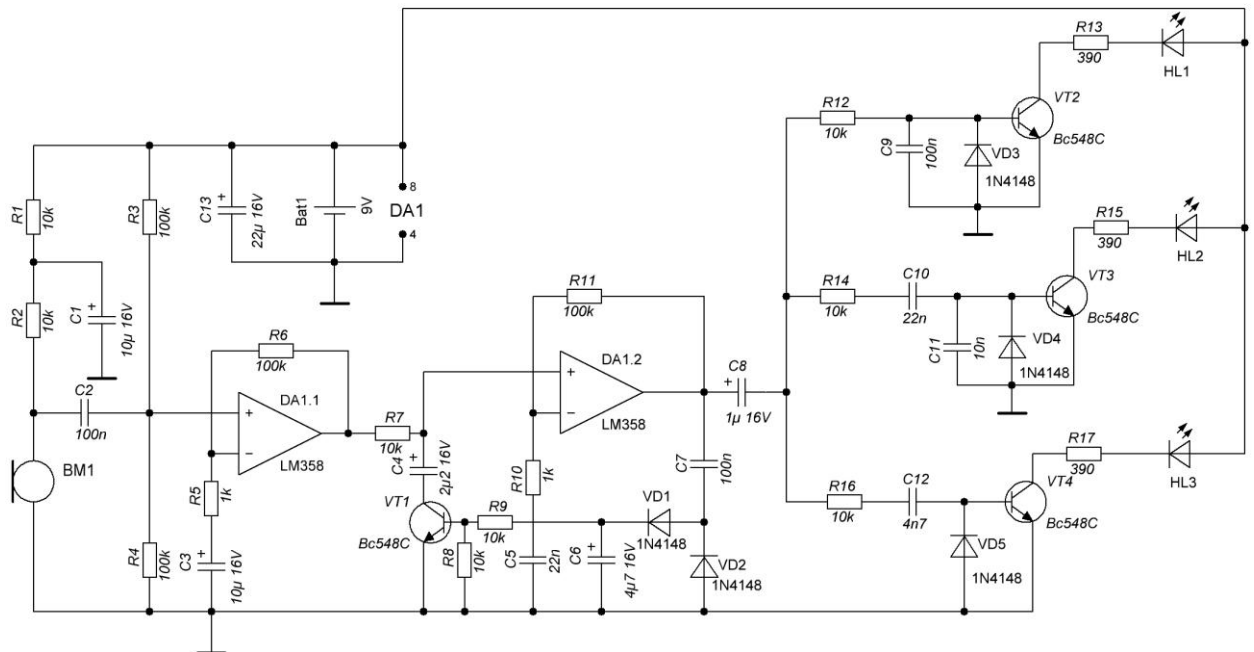 R13
390
HL1
VT2
Bc548C
R12
10k
C9
100n
VD3
1N4148
R1
10k
R3
100k
C13
22µ 16V
Bat1
9V
8
DA1
4
R15
390
HL2
VT3
Bc548C
R14
10k
C10
22n
C11
10n
VD4
1N4148
R2
10k
C1
10µ 16V
R11
100k
R6
100k
DA1.1
LM358
DA1.2
LM358
C8
1µ 16V
C2
100n
R7
10k
C4
2µ2 16V
R10
1k
C7
100n
R17
390
HL3
BM1
R5
1k
VT1
Bc548C
R9
10k
VD1
1N4148
R16
10k
C12
4n7
VT4
Bc548C
R4
100k
C3
10µ 16V
R8
10k
C5
22n
C6
4µ7 16V
VD2
1N4148
VD5
1N4148